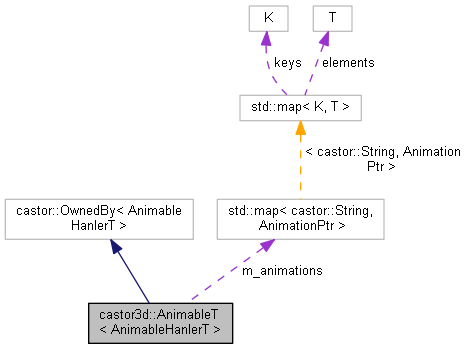 K
T
keys
elements
std::map< K, T >
< castor::String, Animation
Ptr >
castor::OwnedBy< Animable
HanlerT >
std::map< castor::String,
AnimationPtr >
m_animations
castor3d::AnimableT
< AnimableHanlerT >